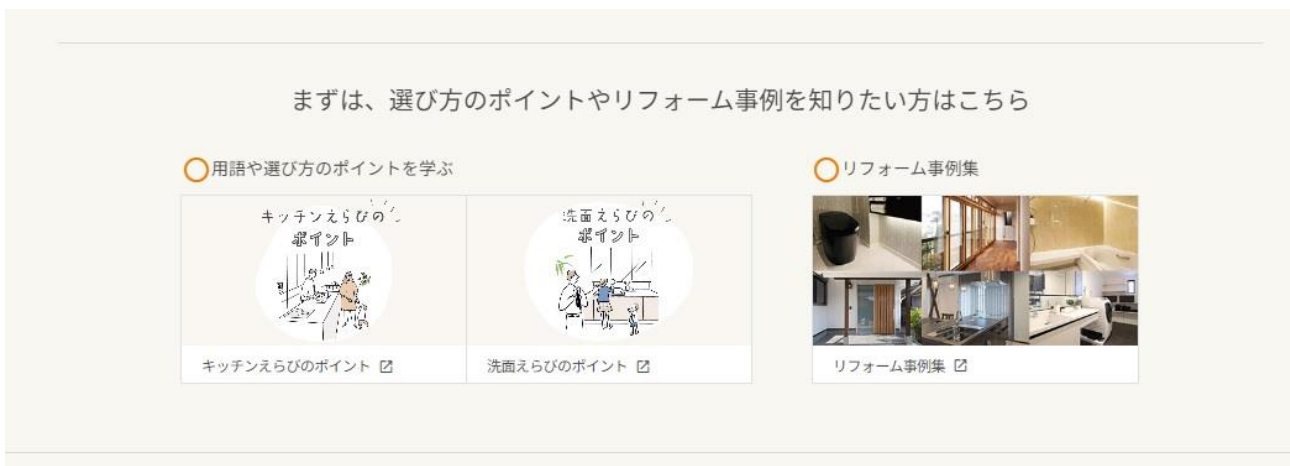 まずは、選び方のポイントやリフォーム事例を知りたい方はこちら
用語や選び方のポイントを学ぶ
キッチンえらびの
ポイント
キッチンえらびのポイント
洗面えらびの
ポイント
洗面えらびのポイント
リフォーム事例集
リフォーム事例集